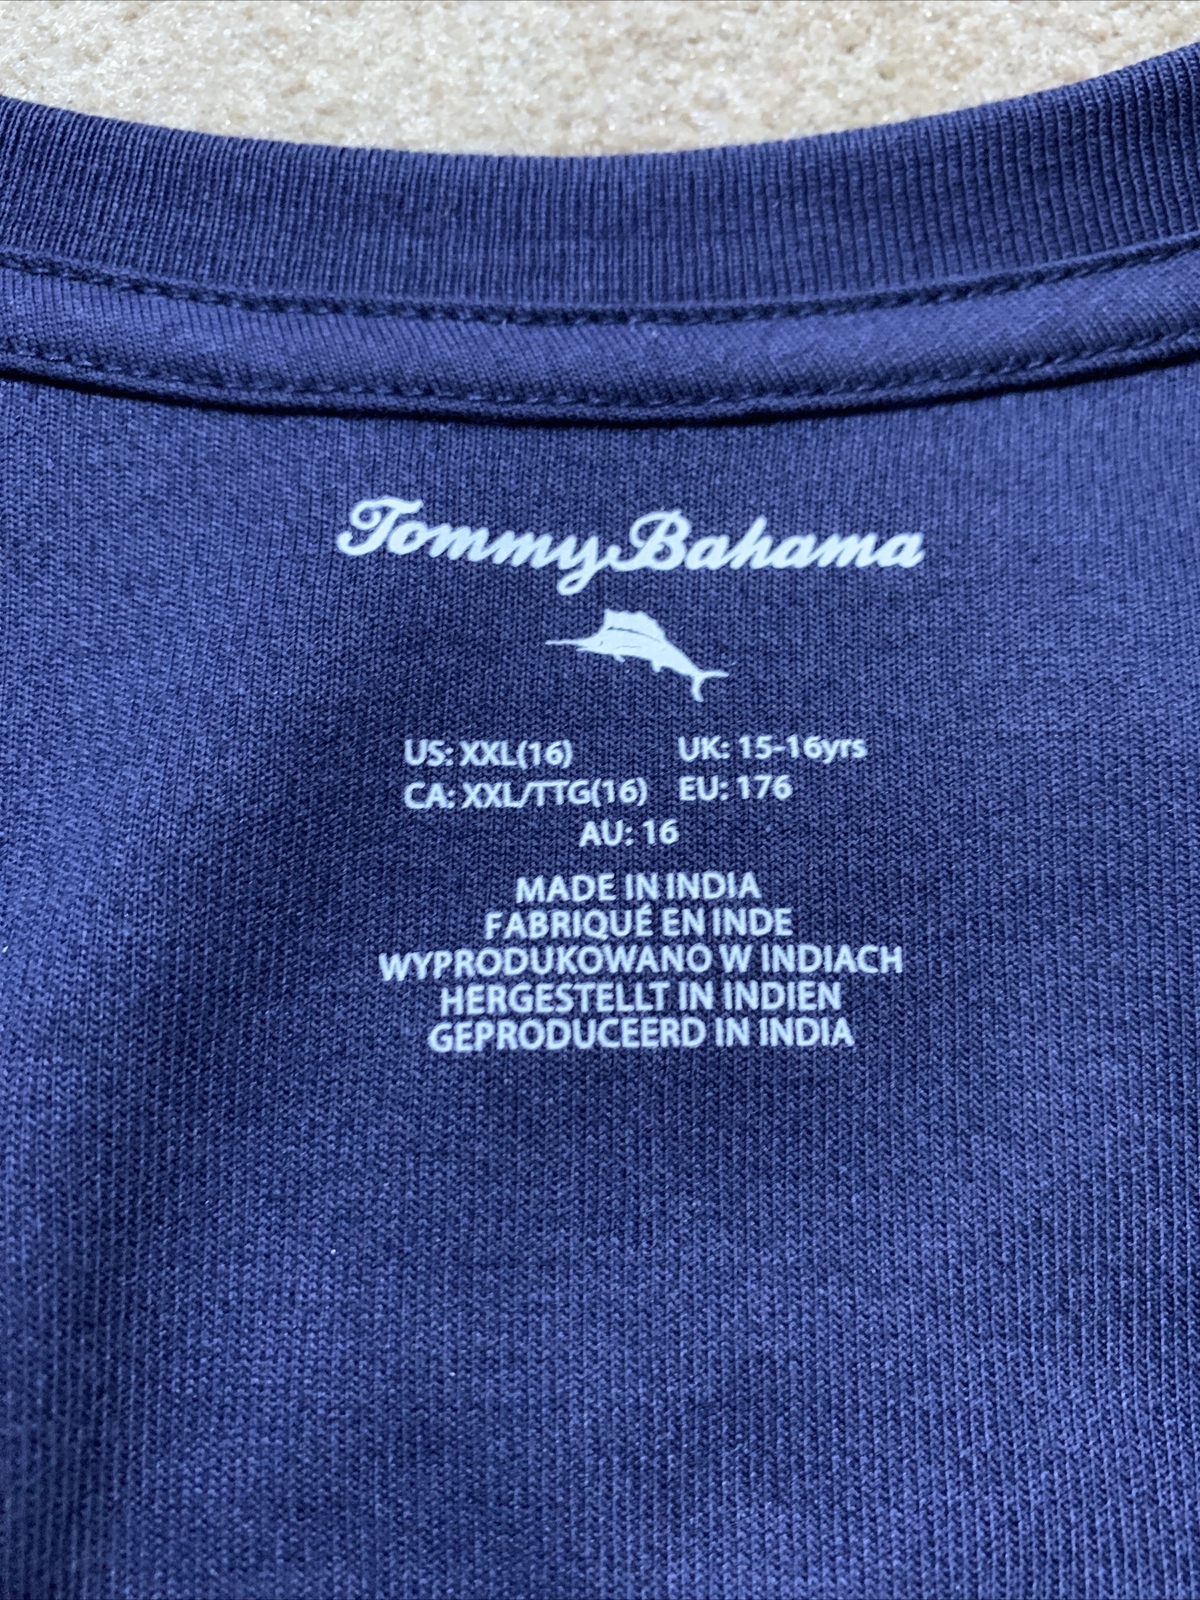 Tommy Bahama
US: XXL(16) UK: 15-16yrs
CA: XXL/TTG(16) EU: 176
AU: 16
MADE IN INDIA
FABRIQUÉ EN INDE
WYPRODUKOWANO W INDIACH
HERGESTELLT IN INDIEN
GEPRODUCEERD IN INDIA